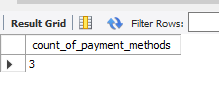 Result Grid Filter Rows:
count_of_payment_methods
3